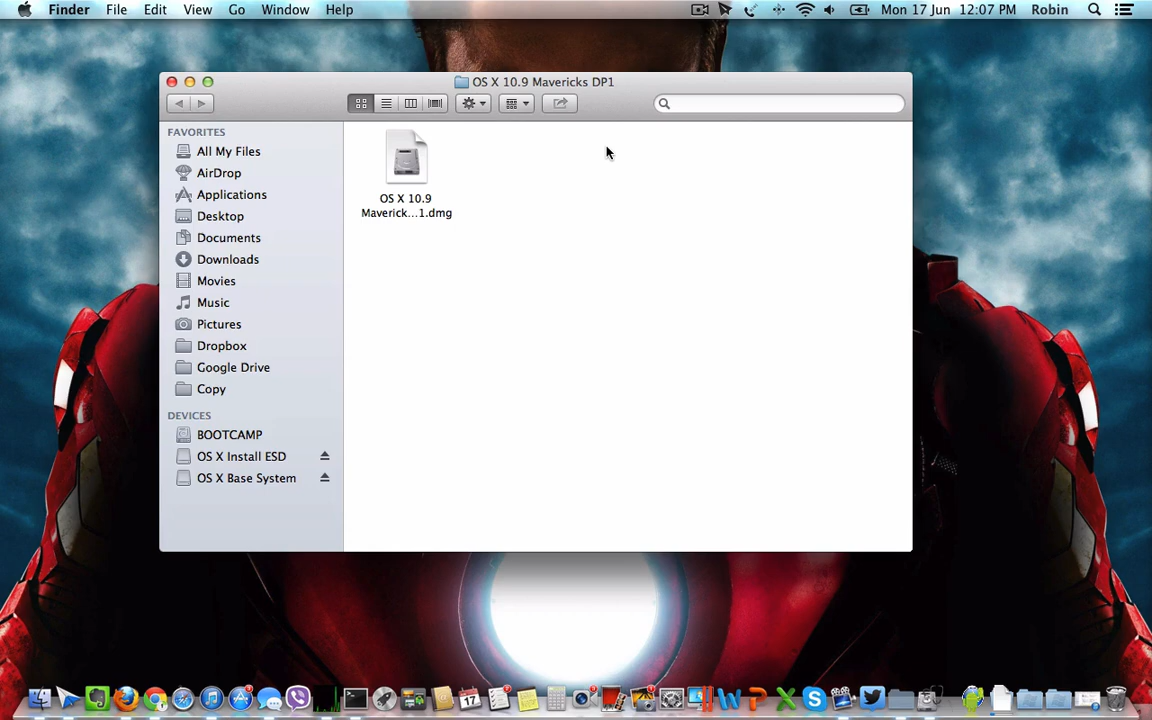 Finder File Edit View Go Window Help
Mon 17 Jun 12:07 PM Robin
OS X 10.9 Mavericks DP1
FAVORITES
All My Files
AirDrop
Applications
Desktop
Documents
Downloads
Movies
Music
Pictures
Dropbox
Google Drive
Copy
DEVICES
BOOTCAMP
OS X Install ESD
OS X Base System
OS X 10.9
Maverick...1.dmg
17